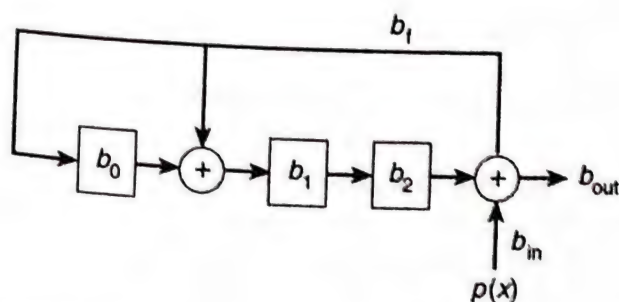 b_f
b_0
+
b_1
b_2
+
b_out
b_in
p(x)